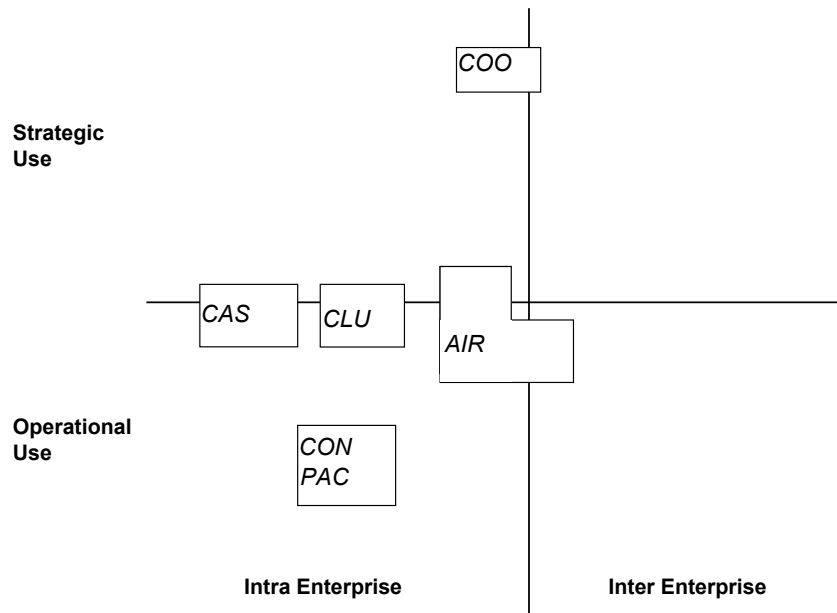 COO
Strategic
Use
CAS
CLU
AIR
Operational
Use
CON
PAC
Intra Enterprise
Inter Enterprise